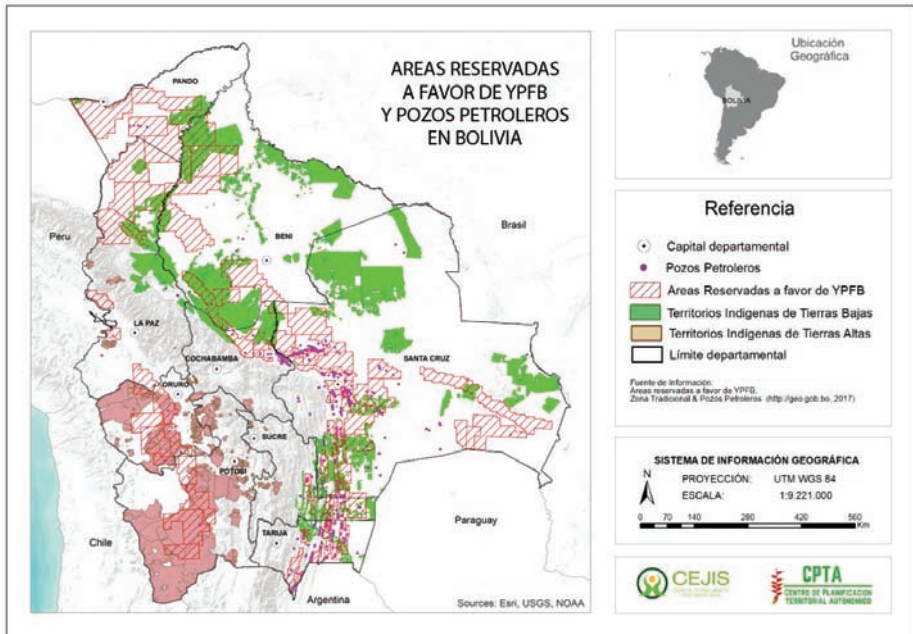 AREAS RESERVADAS
A FAVOR DE YPFB
Y POZOS PETROLEROS
EN BOLIVIA
PANDO
Peru
BENI
Brasil
LA PAZ
COCHABAMBA
SANTA CRUZ
ORURO
SUCRE
POTOSI
TARIJA
Chile
Paraguay
Argentina
Sources: Esri, USGS, NOAA
Ubicación
Geográfica
BOLIVIA
Referencia
Capital departamental
Pozos Petroleros
Areas Reservadas a favor de YPFB
Territorios Indígenas de Tierras Bajas
Territorios Indígenas de Tierras Altas
Límite departamental
Fuente de Información:
Areas reservadas a favor de YPFB,
Zona Tradicional & Pozos Petroleros (http://geo.gob.bo, 2017)
SISTEMA DE INFORMACIÓN GEOGRÁFICA
PROYECCIÓN: UTM WGS 84
ESCALA: 1:9.221.000
N
0 70 140 280 420 560
Km
CEJIS
CPTA
CENTRO DE PLANIFICACIÓN
TERRITORIAL AUTONÓMICO